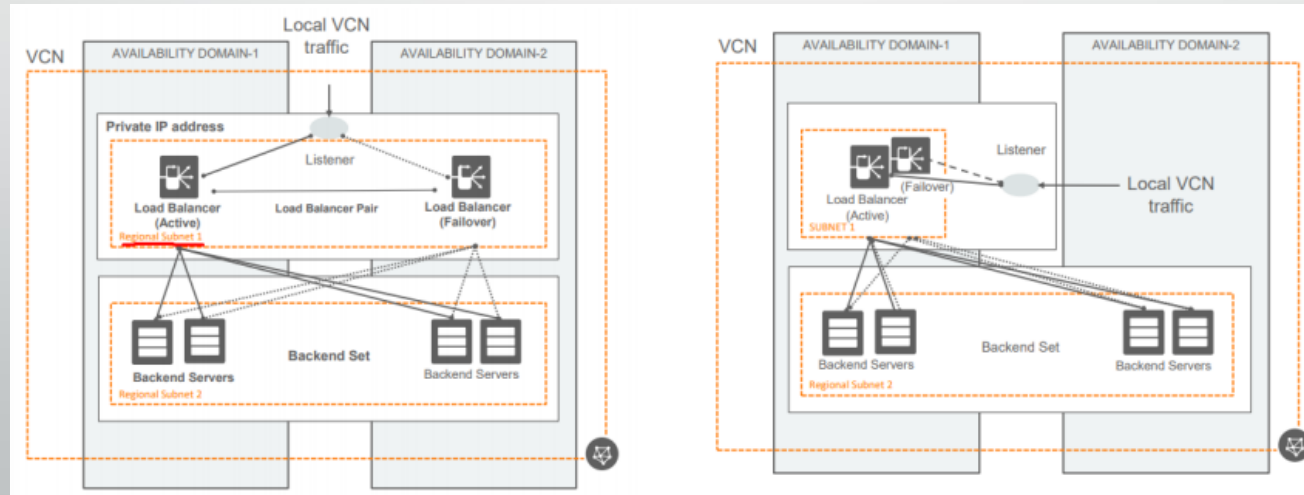 Local VCN
traffic
VCN
AVAILABILITY DOMAIN-1
AVAILABILITY DOMAIN-2
Private IP address
Listener
Load Balancer
(Active)
Load Balancer Pair
Load Balancer
(Failover)
Regional Subnet 1
Backend Servers
Backend Set
Backend Servers
Regional Subnet 2
VCN
AVAILABILITY DOMAIN-1
AVAILABILITY DOMAIN-2
Listener
(Failover)
Load Balancer
(Active)
SUBNET 1
Local VCN
traffic
Backend Servers
Backend Set
Backend Servers
Regional Subnet 2